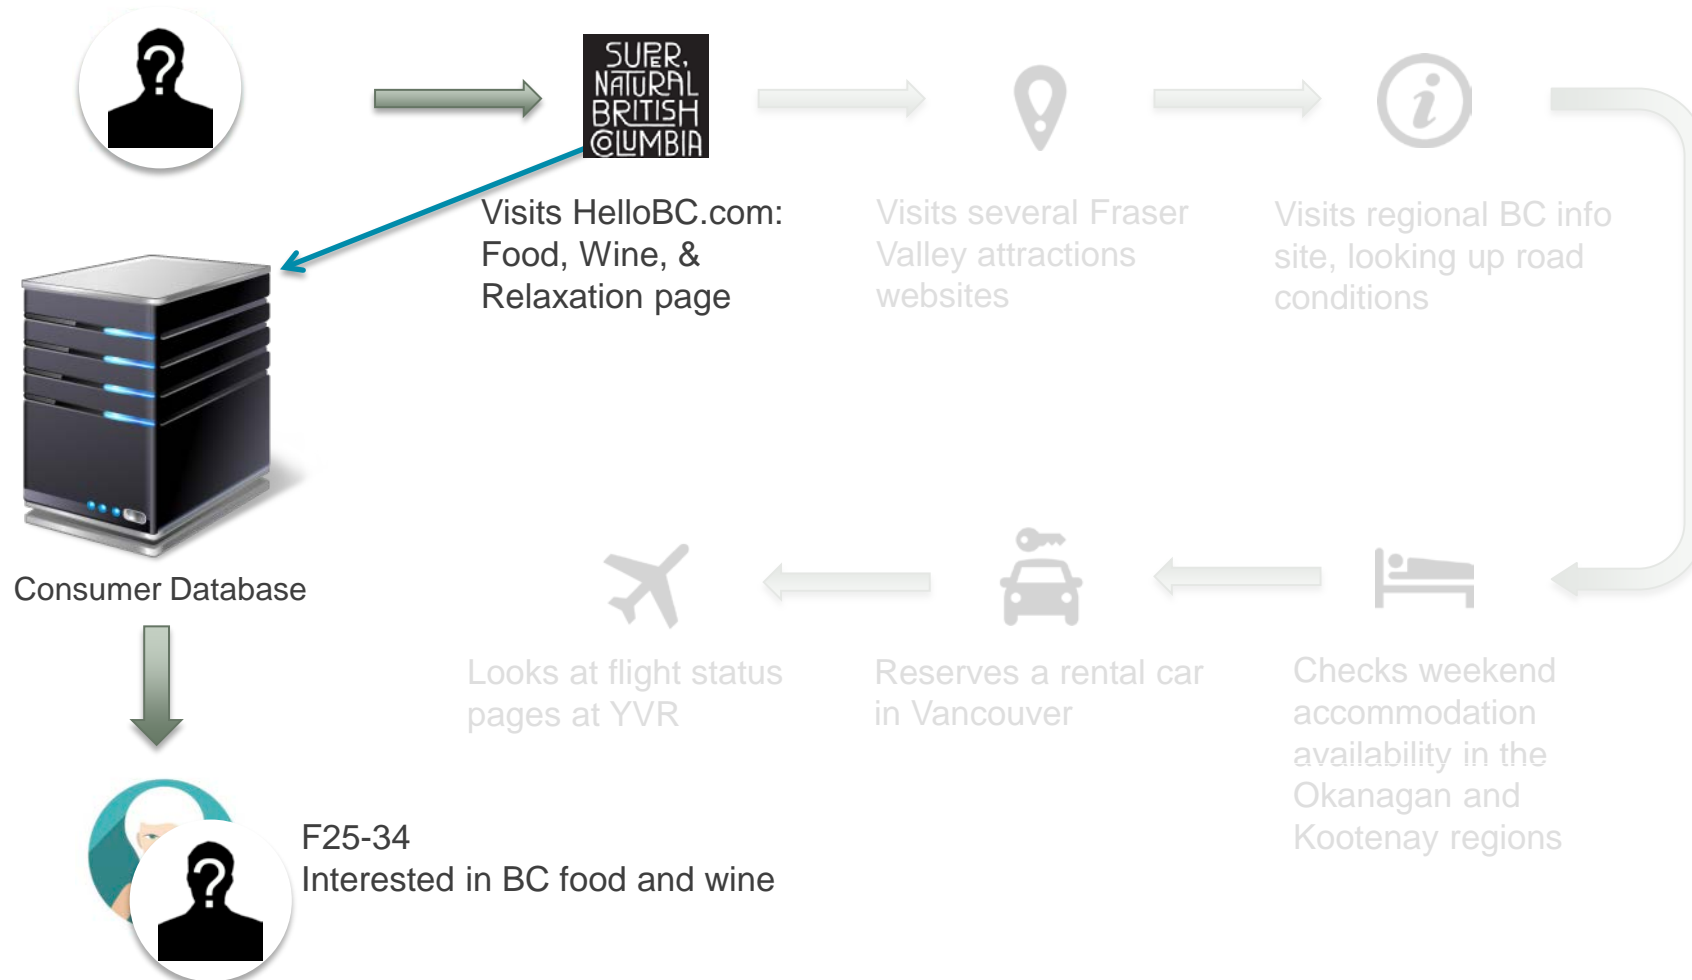 ?
SUPER,
NATURAL
BRITISH
COLUMBIA
i
Visits HelloBC.com:
Food, Wine, &
Relaxation page
Visits several Fraser
Valley attractions
websites
Visits regional BC info
site, looking up road
conditions
Consumer Database
Looks at flight status
pages at YVR
Reserves a rental car
in Vancouver
Checks weekend
accommodation
availability in the
Okanagan and
Kootenay regions
?
F25-34
Interested in BC food and wine